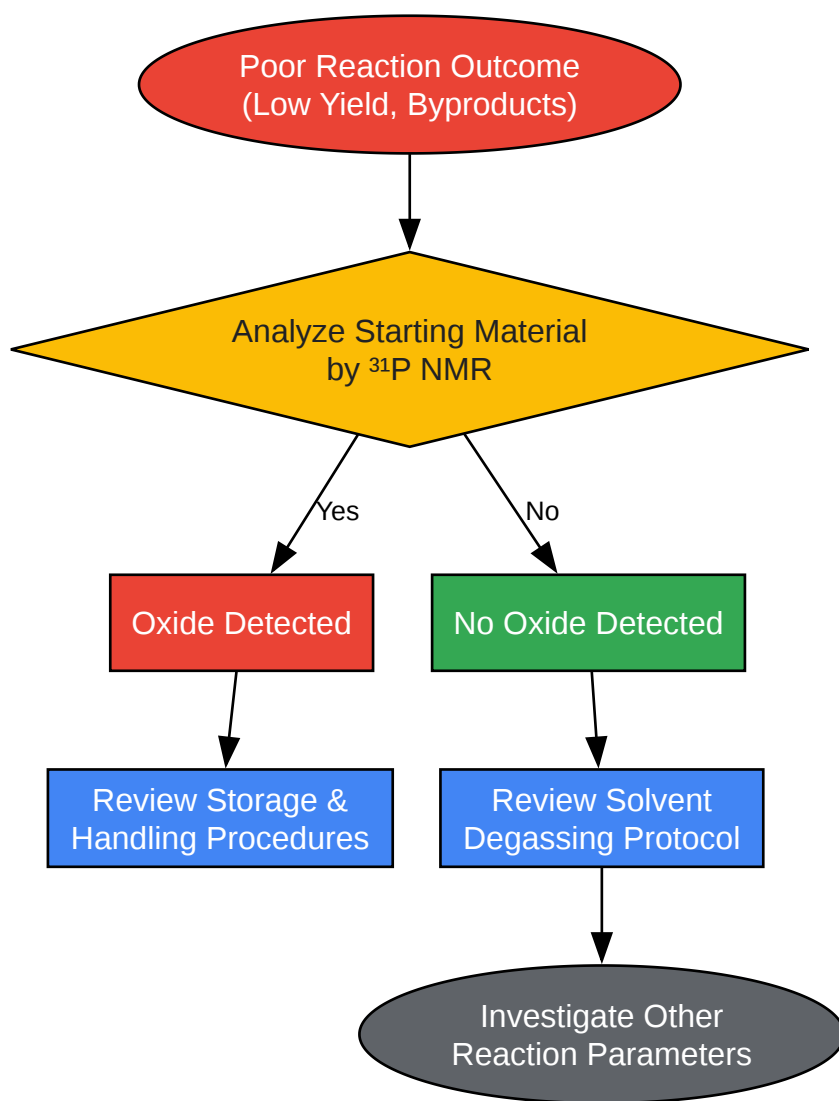 Poor Reaction Outcome
(Low Yield, Byproducts)
Analyze Starting Material
by ³¹P NMR
Yes
No
Oxide Detected
No Oxide Detected
Review Storage &
Handling Procedures
Review Solvent
Degassing Protocol
Investigate Other
Reaction Parameters